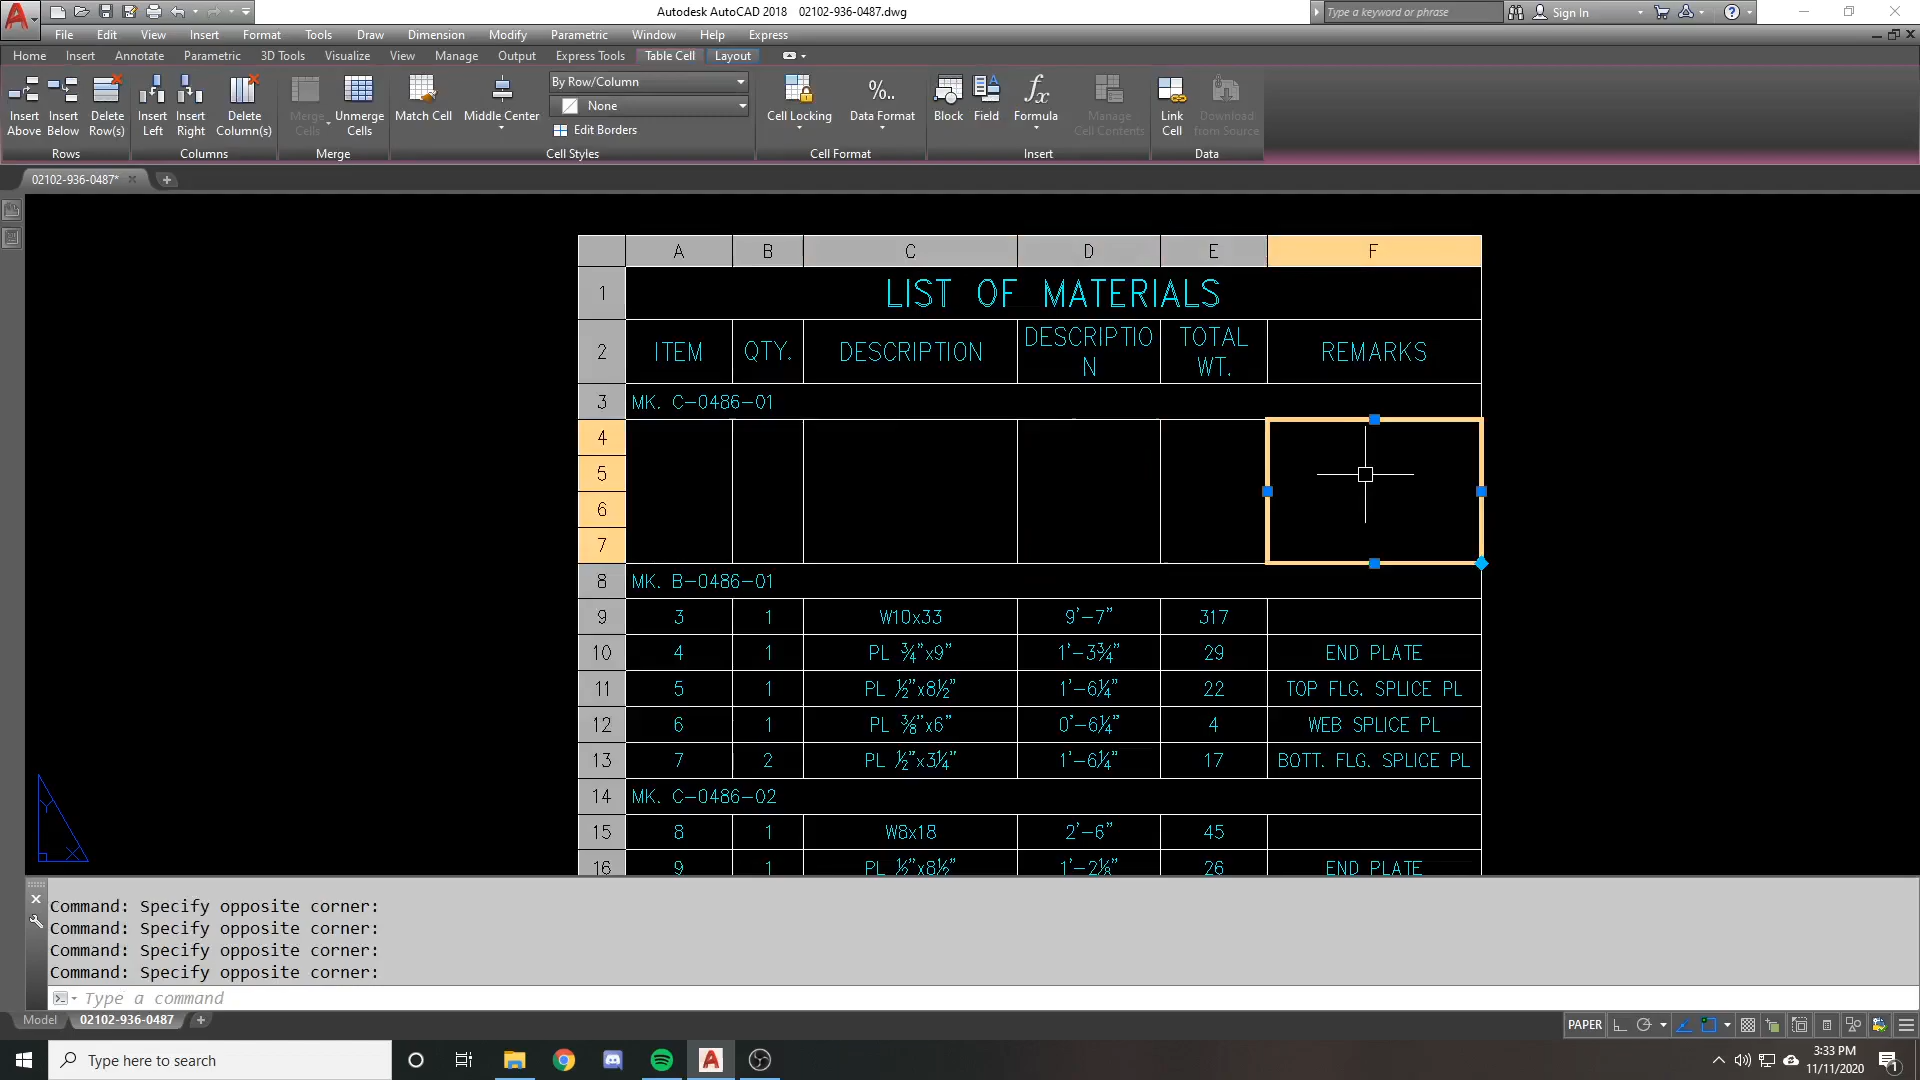 Autodesk AutoCAD 2018 02102-936-0487.dwg
Type a keyword or phrase
Sign In
File Edit View Insert Format Tools Draw Dimension Modify Parametric Window Help Express
Home Insert Annotate Parametric 3D Tools Visualize View Manage Output Express Tools Table Cell Layout
Insert Above
Insert Below
Delete Row(s)
Insert Left
Insert Right
Delete Column(s)
Merge Cells
Unmerge Cells
Match Cell
Middle Center
By Row/Column
None
Edit Borders
Cell Locking
Data Format
Block
Field
Formula
Manage Cell Contents
Link Cell
Download from Source
Rows Columns Merge Cell Styles Cell Format Insert Data
02102-936-0487*
A B C D E F
1 LIST OF MATERIALS
2 ITEM QTY. DESCRIPTION DESCRIPTION TOTAL WT. REMARKS
3 MK. C-0486-01
4
5
6
7
8 MK. B-0486-01
9 3 1 W10x33 9'-7" 317
10 4 1 PL ¾"x9" 1'-3¾" 29 END PLATE
11 5 1 PL ½"x8½" 1'-6¼" 22 TOP FLG. SPLICE PL
12 6 1 PL ⅜"x6" 0'-6¼" 4 WEB SPLICE PL
13 7 2 PL ½"x3¼" 1'-6¼" 17 BOTT. FLG. SPLICE PL
14 MK. C-0486-02
15 8 1 W8x18 2'-6" 45
16 9 1 PL ½"x8½" 1'-2⅛" 26 END PLATE
Y
X
Command: Specify opposite corner:
Command: Specify opposite corner:
Command: Specify opposite corner:
Command: Specify opposite corner:
Type a command
Model 02102-936-0487
PAPER
Type here to search
3:33 PM
11/11/2020
1